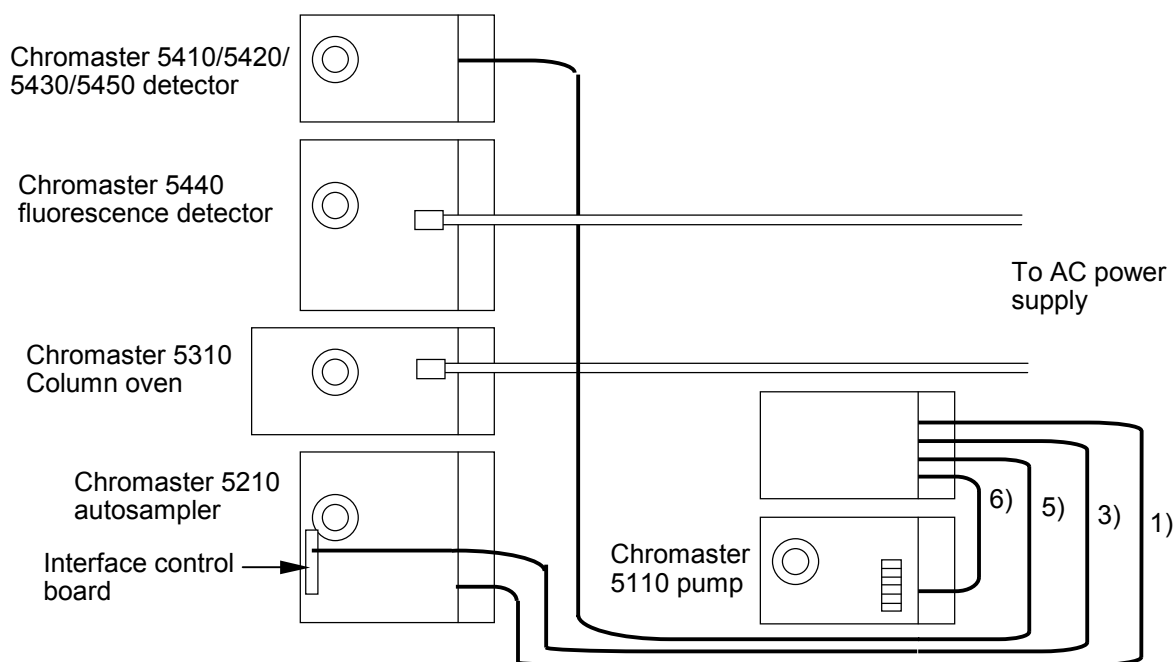 Chromaster 5410/5420/
5430/5450 detector
Chromaster 5440
fluorescence detector
To AC power
supply
Chromaster 5310
Column oven
Chromaster 5210
autosampler
Interface control
board
Chromaster
5110 pump
6)
5)
3)
1)